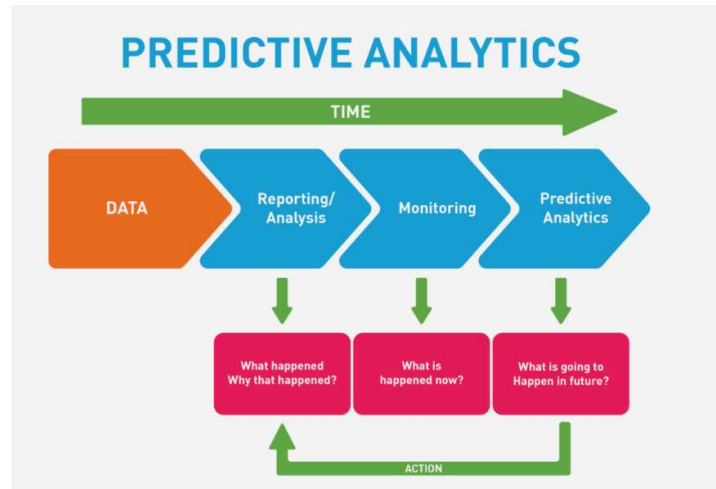 PREDICTIVE ANALYTICS
TIME
DATA
Reporting/
Analysis
Monitoring
Predictive
Analytics
What happened
Why that happened?
What is
happened now?
What is going to
Happen in future?
ACTION